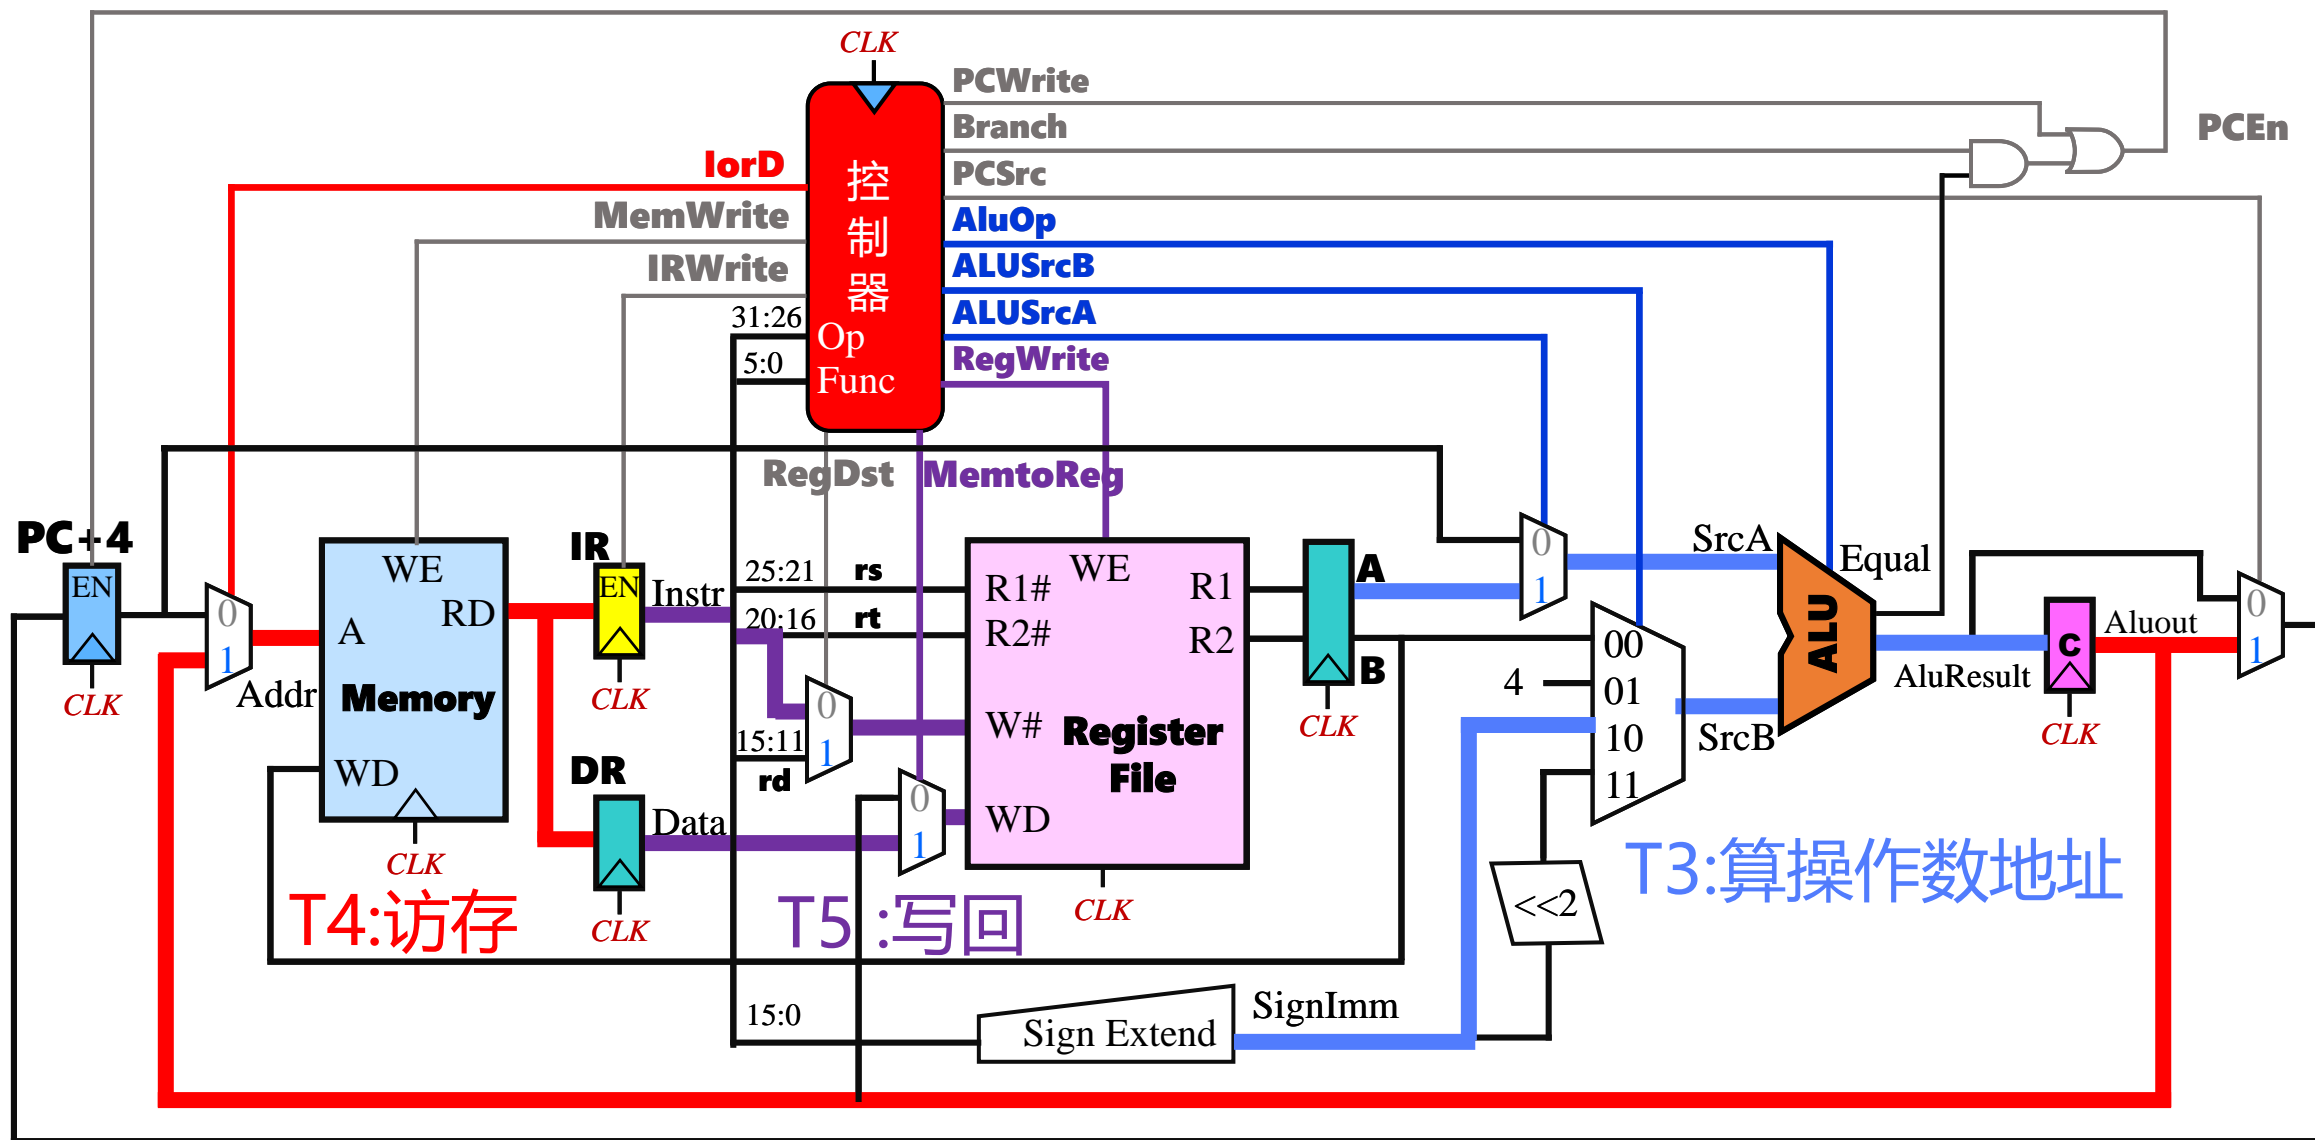 CLK
PCWrite
Branch
PCEn
IorD
控
制
器
PCSrc
MemWrite
AluOp
IRWrite
ALUSrcB
31:26
Op
ALUSrcA
5:0
Func
RegWrite
RegDst
MemtoReg
PC+4
EN
CLK
0
1
Addr
WE
A
RD
Memory
WD
CLK
IR
EN
Instr
CLK
DR
Data
CLK
25:21
rs
20:16
rt
0
1
15:11
rd
0
1
R1#
WE
R1
R2#
R2
W#
Register
File
WD
CLK
A
B
CLK
0
1
4
00
01
10
11
SrcA
SrcB
ALU
Equal
AluResult
C
CLK
Aluout
0
1
T4:访存
T5 :写回
T3:算操作数地址
<<2
15:0
Sign Extend
SignImm